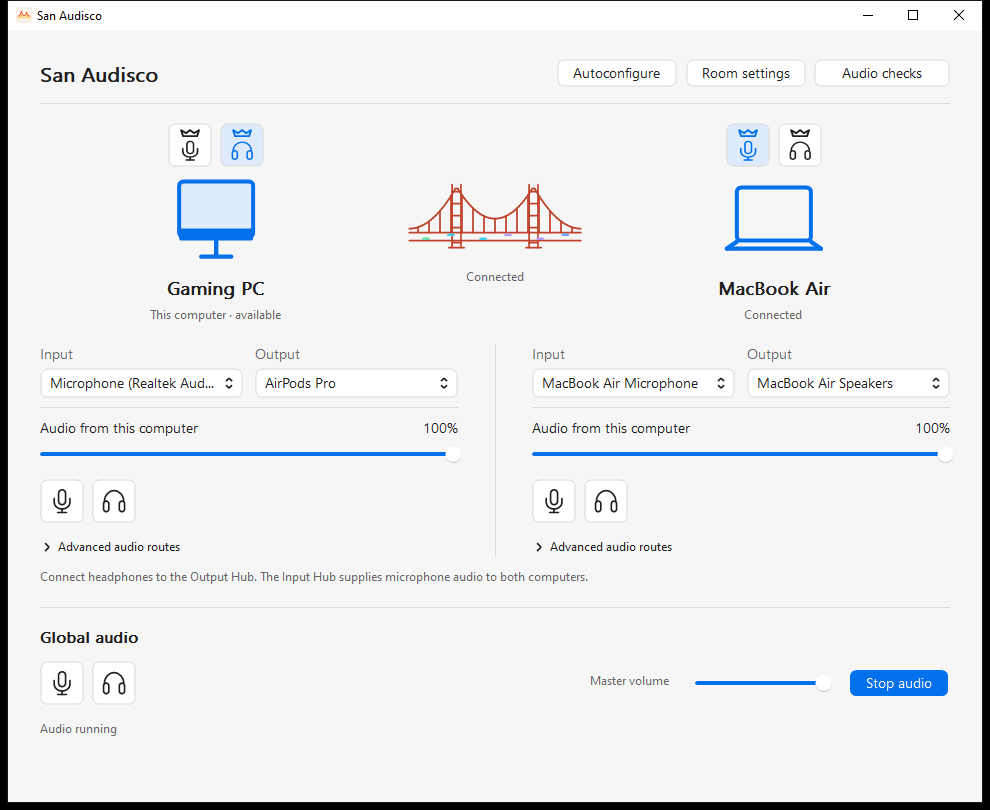 San Audisco
San Audisco
Autoconfigure
Room settings
Audio checks
Connected
Gaming PC
This computer · available
MacBook Air
Connected
Input
Output
Microphone (Realtek Aud...
AirPods Pro
Audio from this computer
100%
Advanced audio routes
Input
Output
MacBook Air Microphone
MacBook Air Speakers
Audio from this computer
100%
Advanced audio routes
Connect headphones to the Output Hub. The Input Hub supplies microphone audio to both computers.
Global audio
Master volume
Stop audio
Audio running